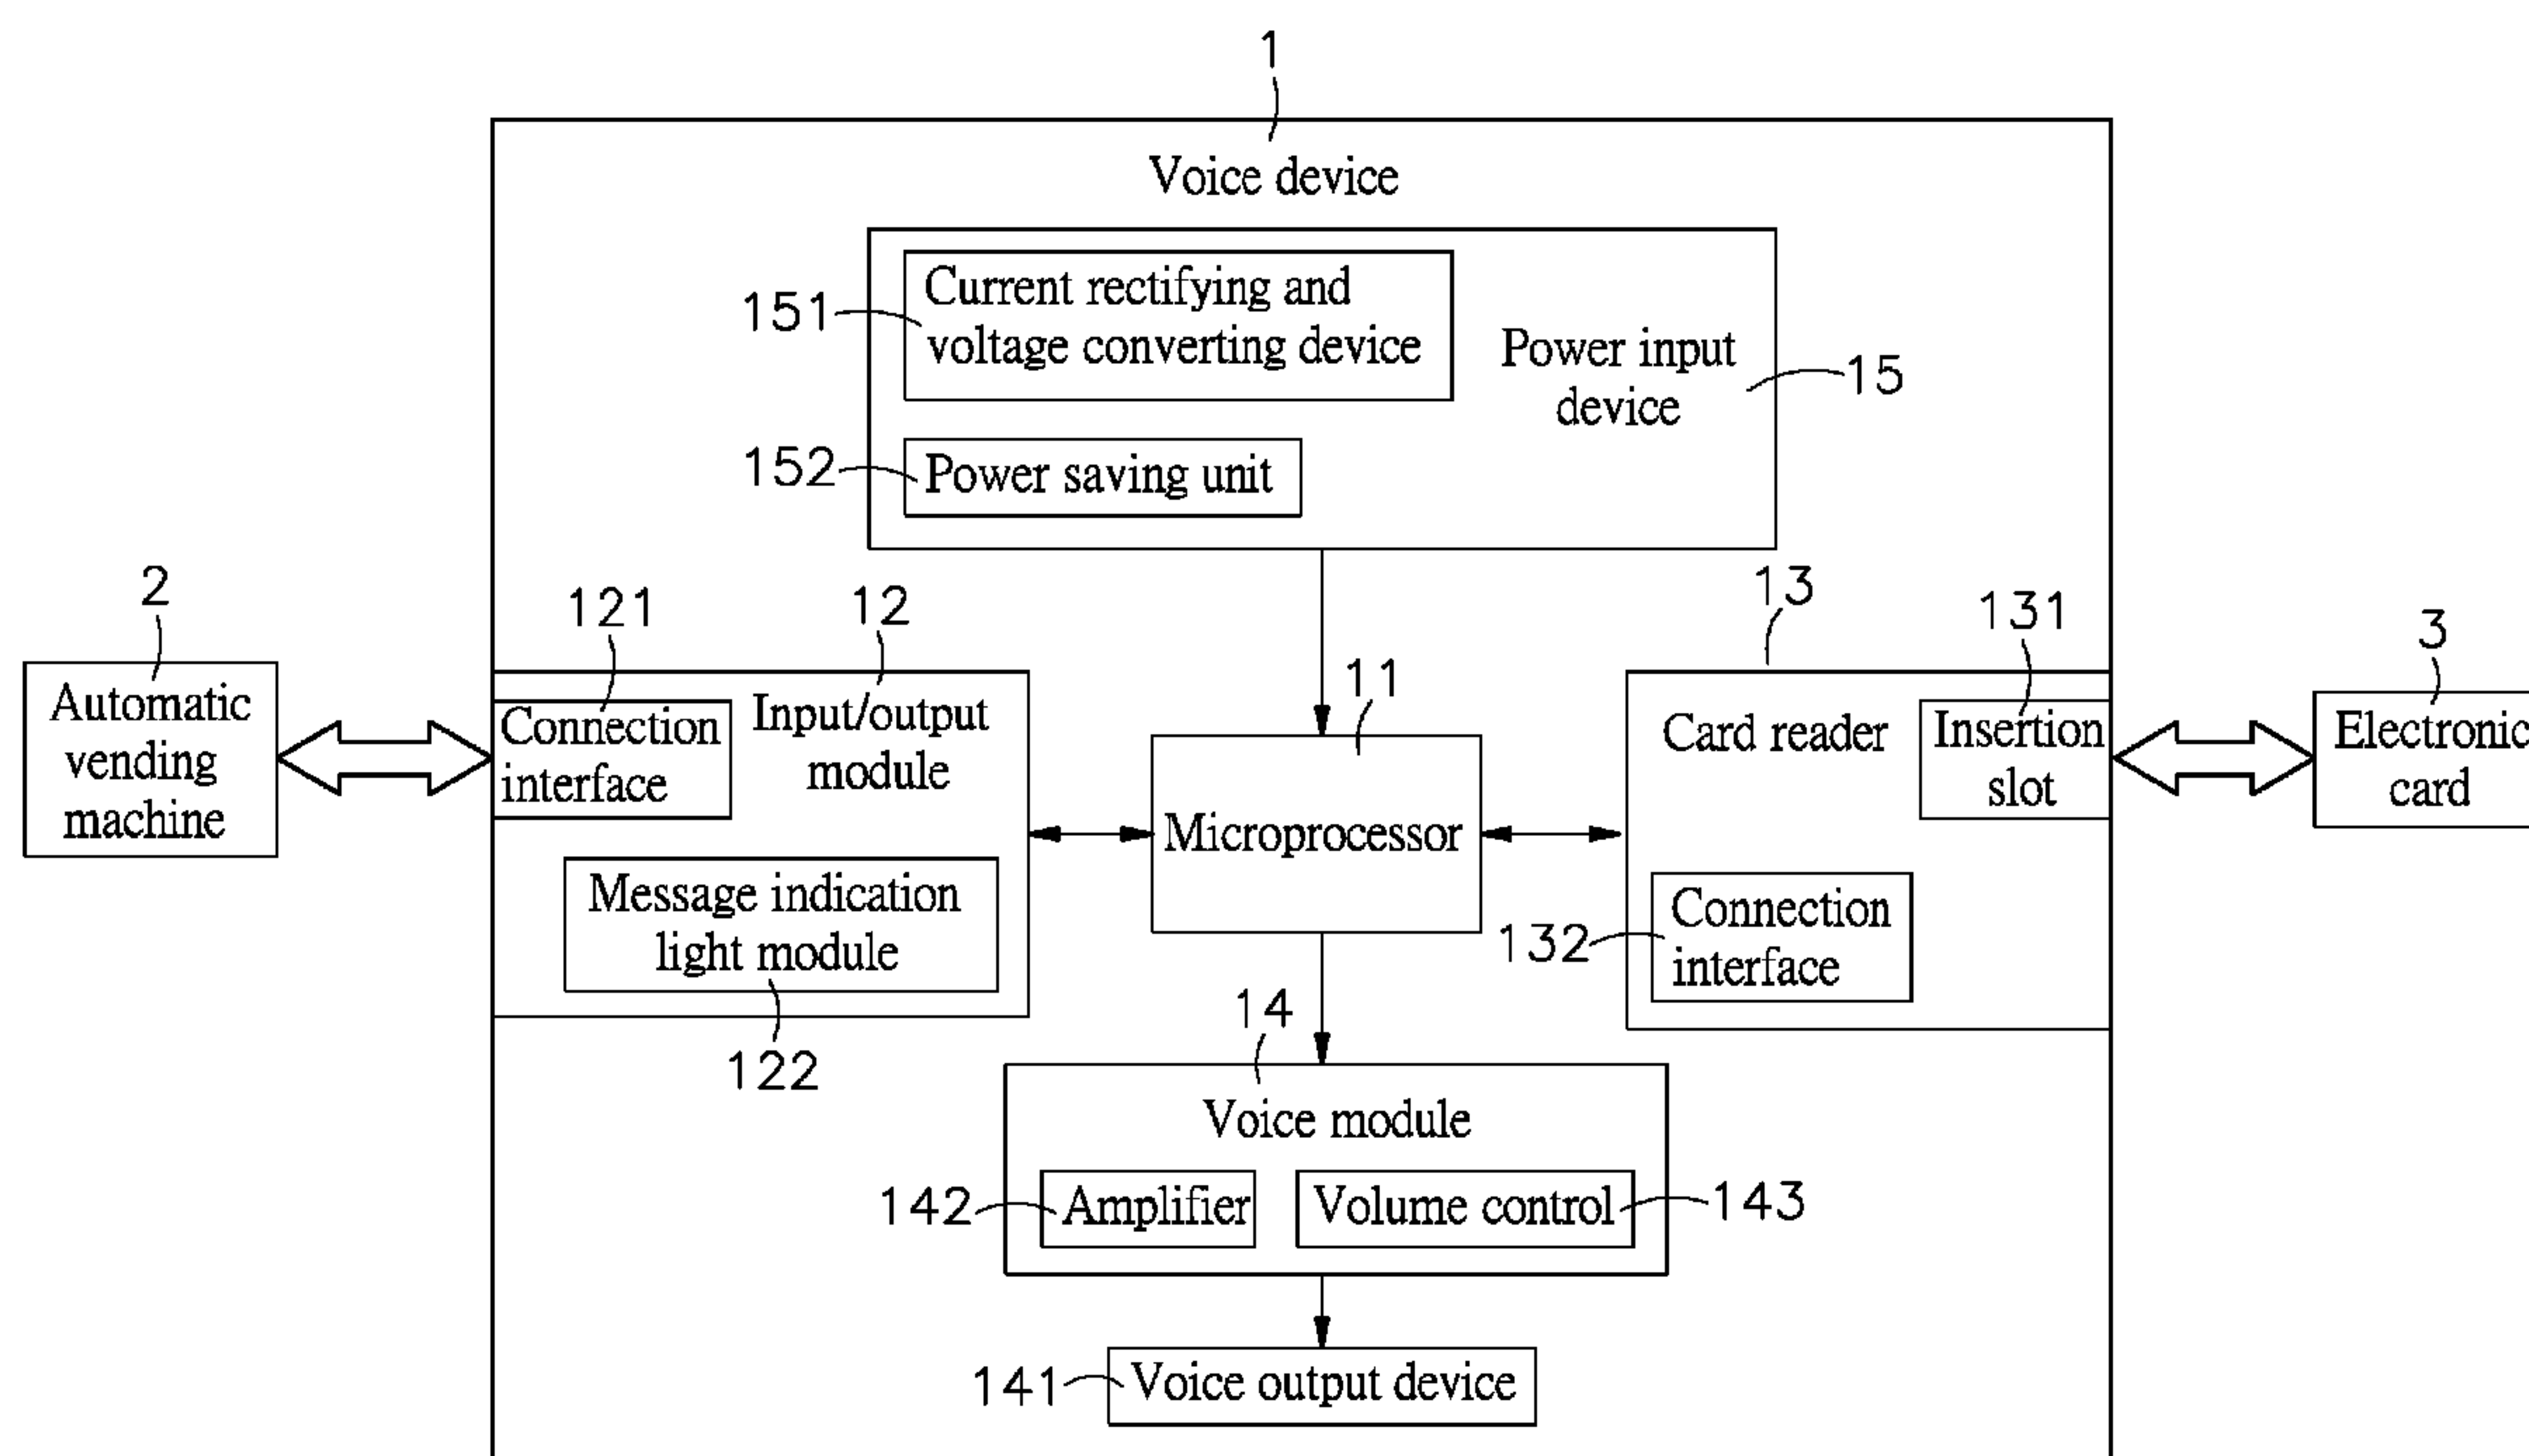 1
Voice device
151
Current rectifying and
voltage converting device
Power input
device
15
152
Power saving unit
2
Automatic
vending
machine
121
12
Connection
interface
Input/output
module
Message indication
light module
122
11
Microprocessor
13
131
Card reader
Insertion
slot
132
Connection
interface
3
Electronic
card
14
Voice module
142
Amplifier
Volume control
143
141
Voice output device